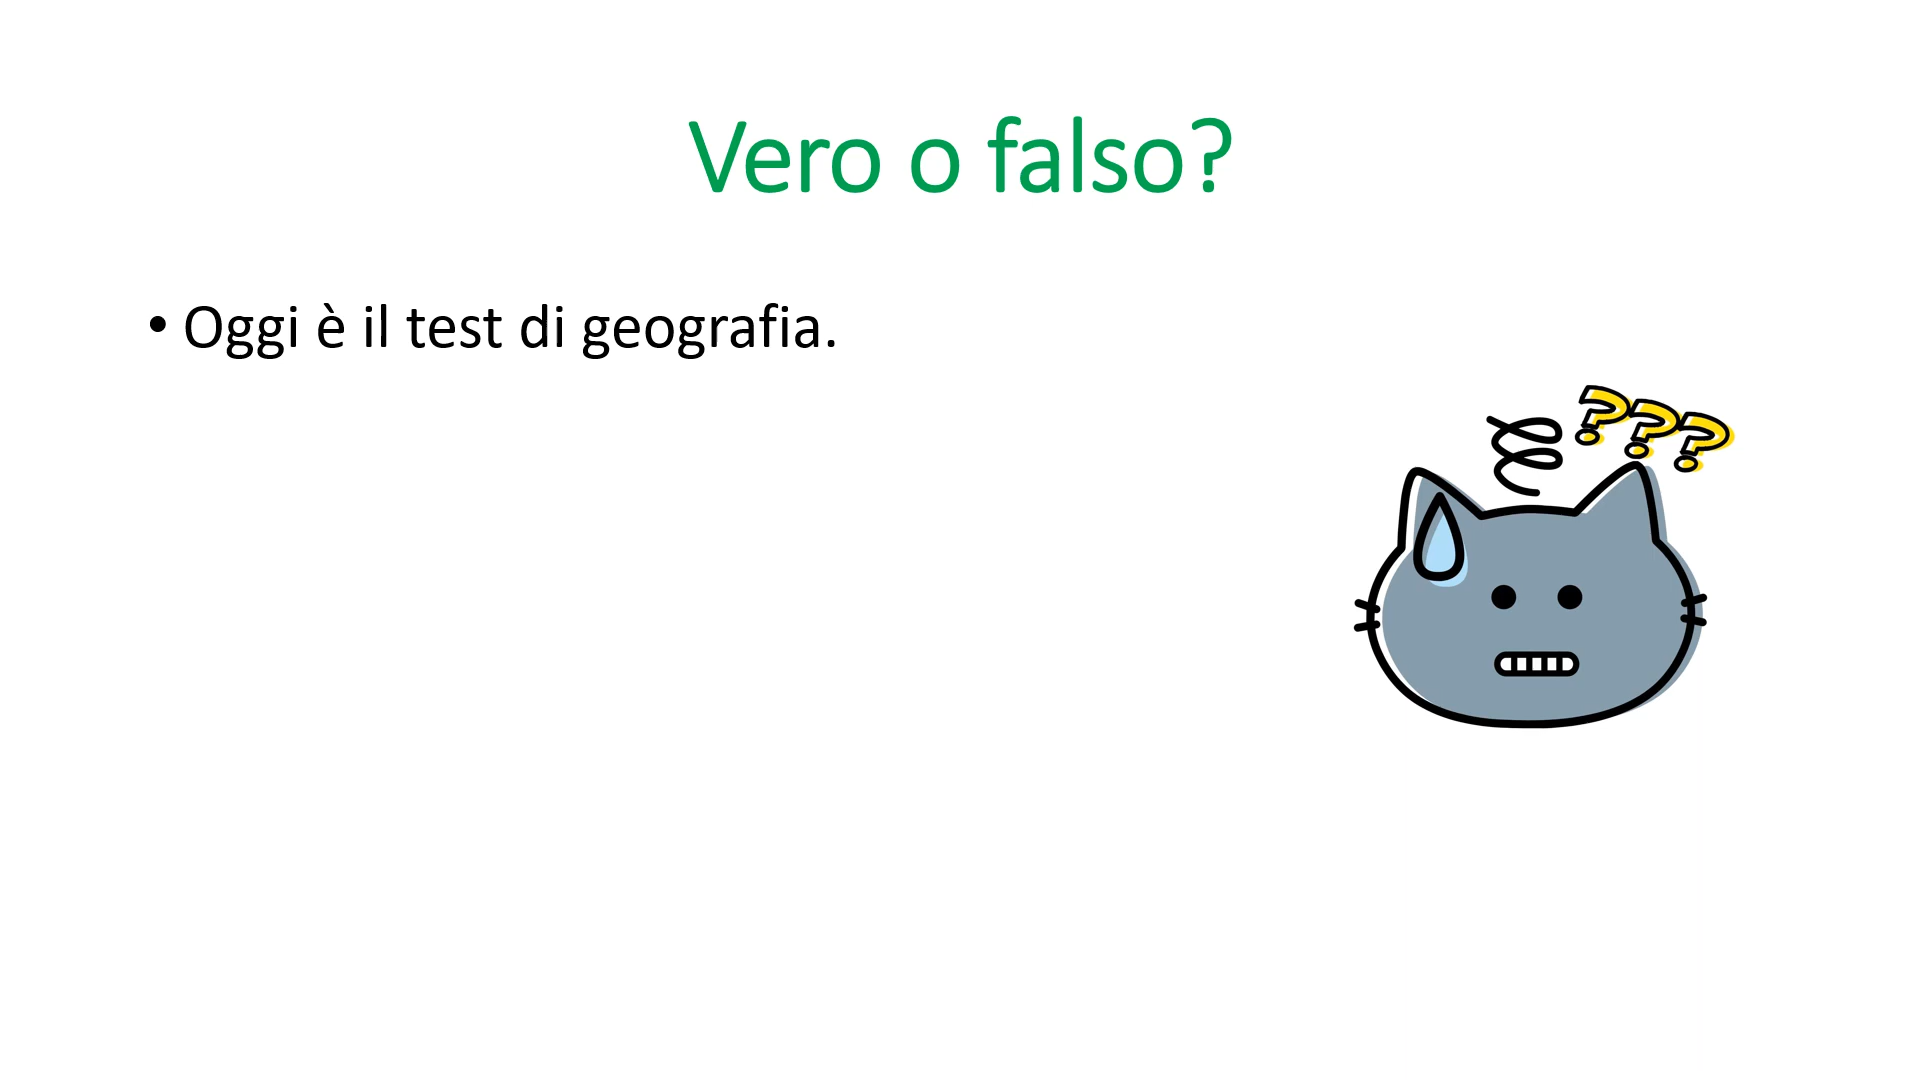 Vero o falso?
• Oggi è il test di geografia.
???